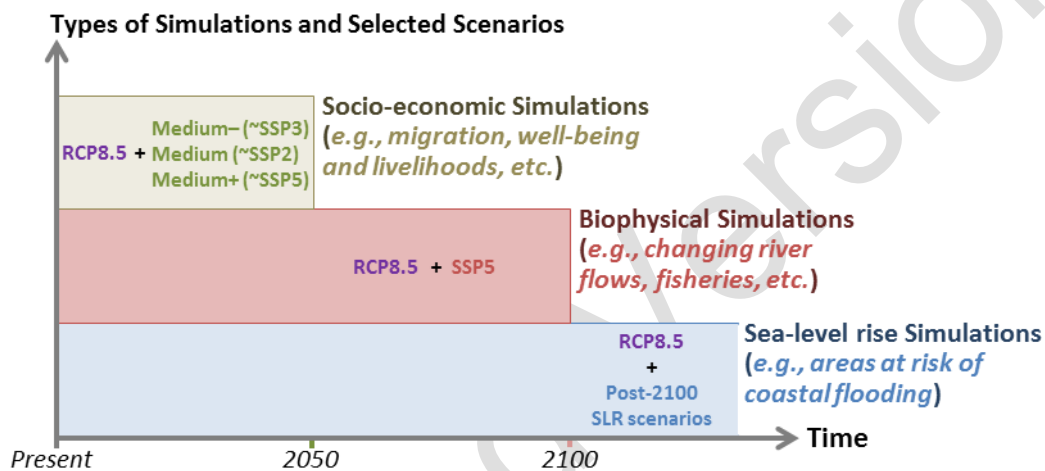 Types of Simulations and Selected Scenarios
Socio-economic Simulations
(e.g., migration, well-being
and livelihoods, etc.)
Medium– (~SSP3)
RCP8.5 + Medium (~SSP2)
Medium+ (~SSP5)
Biophysical Simulations
(e.g., changing river
flows, fisheries, etc.)
RCP8.5 + SSP5
Sea-level rise Simulations
(e.g., areas at risk of
coastal flooding)
RCP8.5
+
Post-2100
SLR scenarios
Time
Present 2050 2100
Version